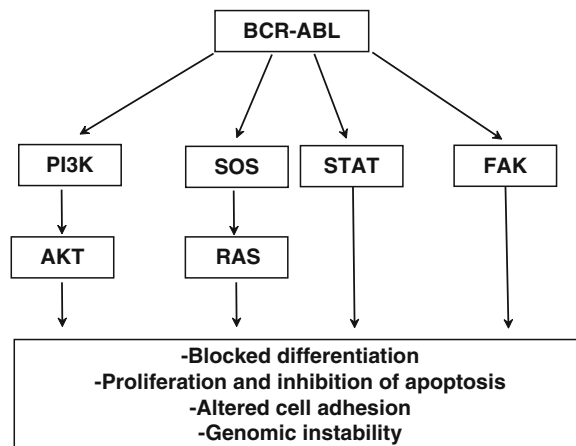 BCR-ABL
PI3K
SOS
STAT
FAK
AKT
RAS
-Blocked differentiation
-Proliferation and inhibition of apoptosis
-Altered cell adhesion
-Genomic instability